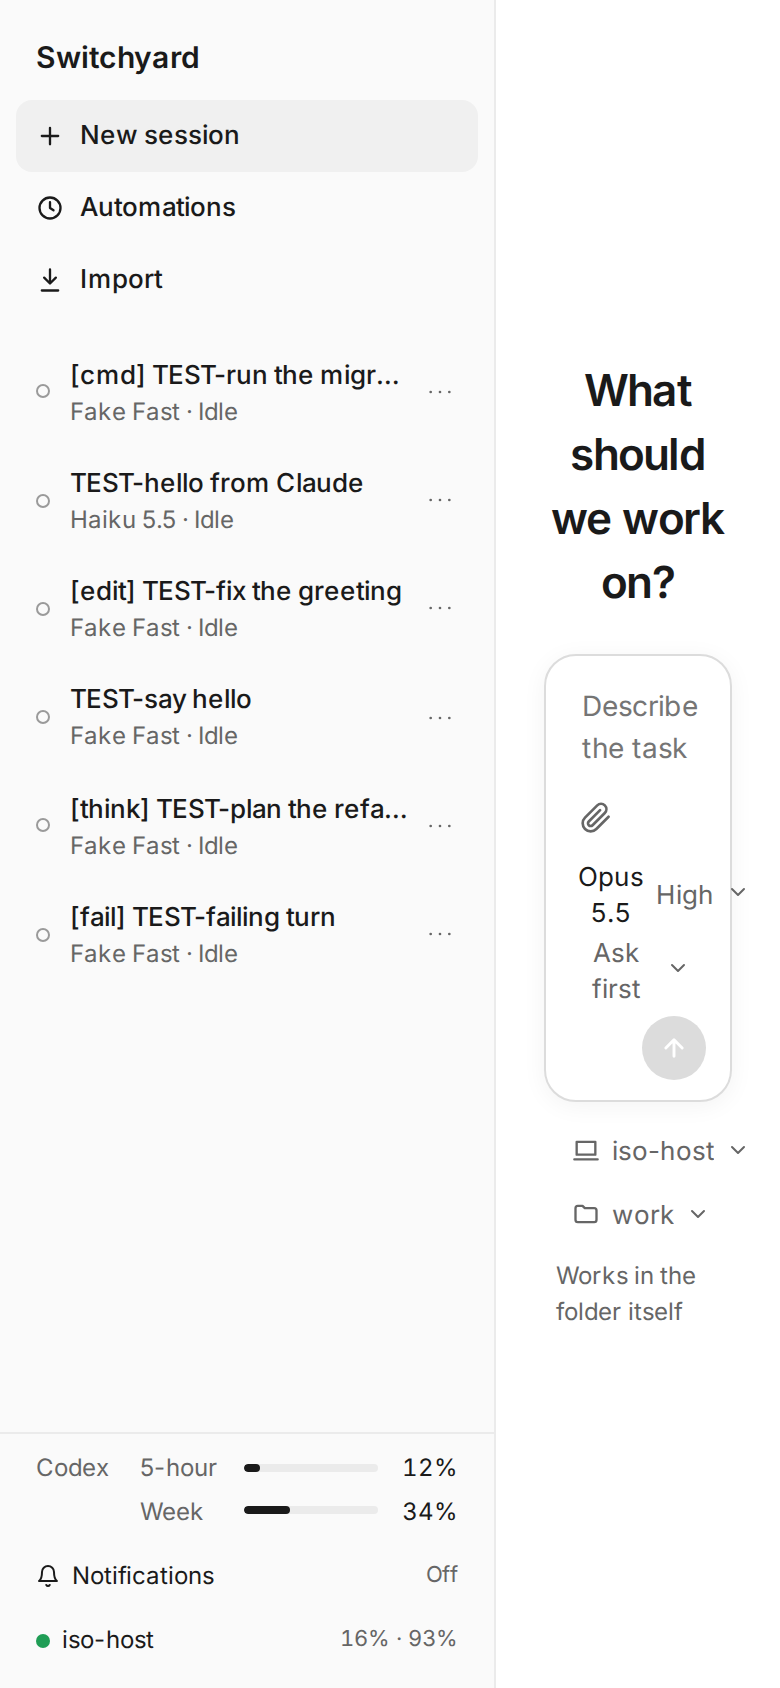 Switchyard
New session
Automations
Import
[cmd] TEST-run the migr...
Fake Fast · Idle
TEST-hello from Claude
Haiku 5.5 · Idle
[edit] TEST-fix the greeting
Fake Fast · Idle
TEST-say hello
Fake Fast · Idle
[think] TEST-plan the refa...
Fake Fast · Idle
[fail] TEST-failing turn
Fake Fast · Idle
Codex 5-hour 12%
Week 34%
Notifications Off
iso-host 16% · 93%
What
should
we work
on?
Describe
the task
Opus
5.5
High
Ask
first
iso-host
work
Works in the
folder itself